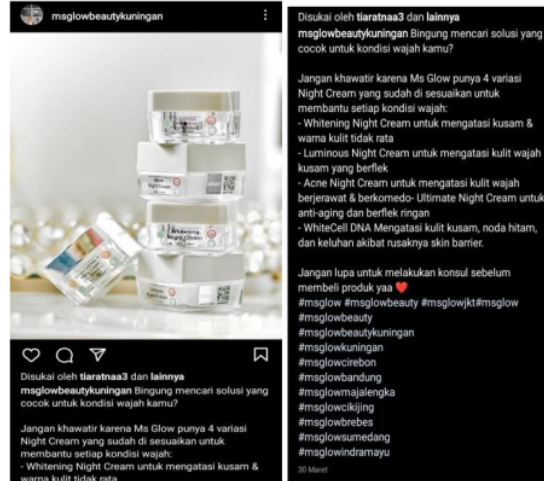 msglowbeautykuningan
Whitening
Night Cream
Disukai oleh tiaratnaa3 dan lainnya
msglowbeautykuningan Bingung mencari solusi yang
cocok untuk kondisi wajah kamu?
Jangan khawatir karena Ms Glow punya 4 variasi
Night Cream yang sudah di sesuaikan untuk
membantu setiap kondisi wajah:
- Whitening Night Cream untuk mengatasi kusam &
warna kulit tidak rata
Disukai oleh tiaratnaa3 dan lainnya
msglowbeautykuningan Bingung mencari solusi yang
cocok untuk kondisi wajah kamu?
Jangan khawatir karena Ms Glow punya 4 variasi
Night Cream yang sudah di sesuaikan untuk
membantu setiap kondisi wajah:
- Whitening Night Cream untuk mengatasi kusam &
warna kulit tidak rata
- Luminous Night Cream untuk mengatasi kulit wajah
kusam yang berflek
- Acne Night Cream untuk mengatasi kulit wajah
berjerawat & berkomedo- Ultimate Night Cream untuk
anti-aging dan berflek ringan
- WhiteCell DNA Mengatasi kulit kusam, noda hitam,
dan keluhan akibat rusaknya skin barrier.
Jangan lupa untuk melakukan konsul sebelum
membeli produk yaa ❤️
#msglow #msglowbeauty #msglowjkt#msglow
#msglowbeauty
#msglowbeautykuningan
#msglowkuningan
#msglowcirebon
#msglowbandung
#msglowmajalengka
#msglowcikijing
#msglowbrebes
#msglowsumedang
#msglowindramayu
30 Maret